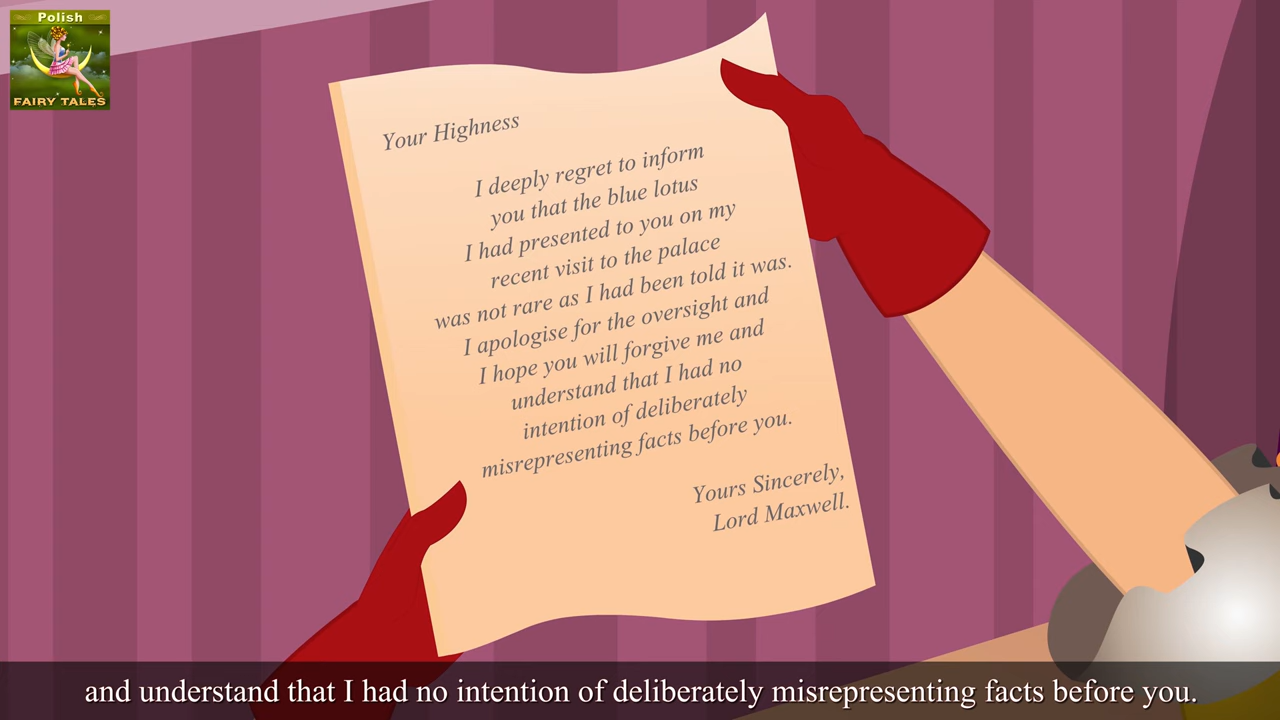 Polish
FAIRY TALES
Your Highness
I deeply regret to inform
you that the blue lotus
I had presented to you on my
recent visit to the palace
was not rare as I had been told it was.
I apologise for the oversight and
I hope you will forgive me and
understand that I had no
intention of deliberately
misrepresenting facts before you.
Yours Sincerely,
Lord Maxwell.
and understand that I had no intention of deliberately misrepresenting facts before you.